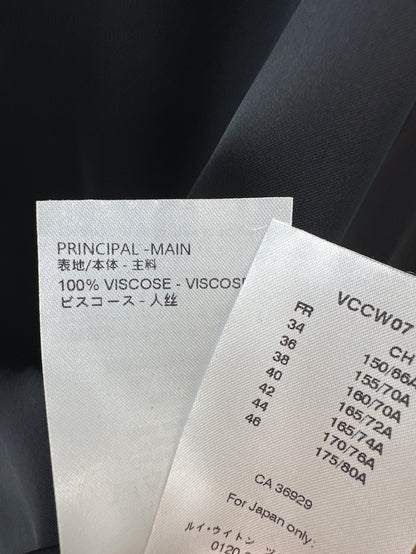 PRINCIPAL -MAIN
表地/本体 - 主料
100% VISCOSE - VISCOSE
ビスコース - 人丝
VCCW07
FR
CH
34
150/66A
36
155/70A
38
160/70A
40
165/72A
42
165/74A
44
170/76A
46
175/80A
CA 36929
For Japan only:
ルイ・ヴィトン
0120